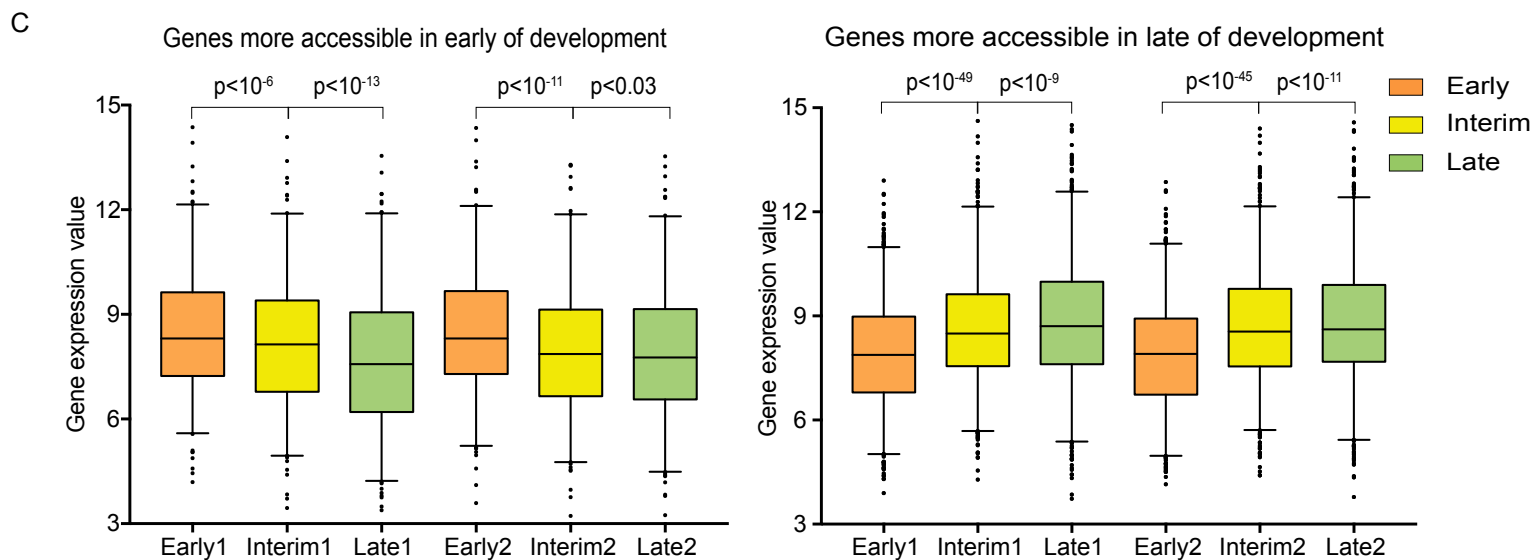 C
Genes more accessible in early of development
p<10-6 p<10-13 p<10-11 p<0.03
15
12
9
6
3
Gene expression value
Early1 Interim1 Late1 Early2 Interim2 Late2
Genes more accessible in late of development
p<10-49 p<10-9 p<10-45 p<10-11
15
12
9
6
3
Gene expression value
Early1 Interim1 Late1 Early2 Interim2 Late2
Early
Interim
Late